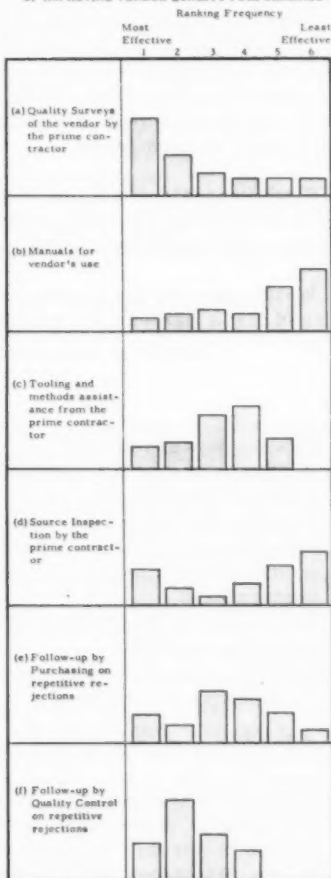 Ranking Frequency
Most Least
Effective Effective
1 2 3 4 5 6
(a) Quality Surveys
of the vendor by
the prime con-
tractor
(b) Manuals for
vendor's use
(c) Tooling and
methods assist-
ance from the
prime contrac-
tor
(d) Source Inspec-
tion by the
prime contract-
or
(e) Follow-up by
Purchasing on
repetitive re-
jections
(f) Follow-up by
Quality Control
on repetitive
rejections